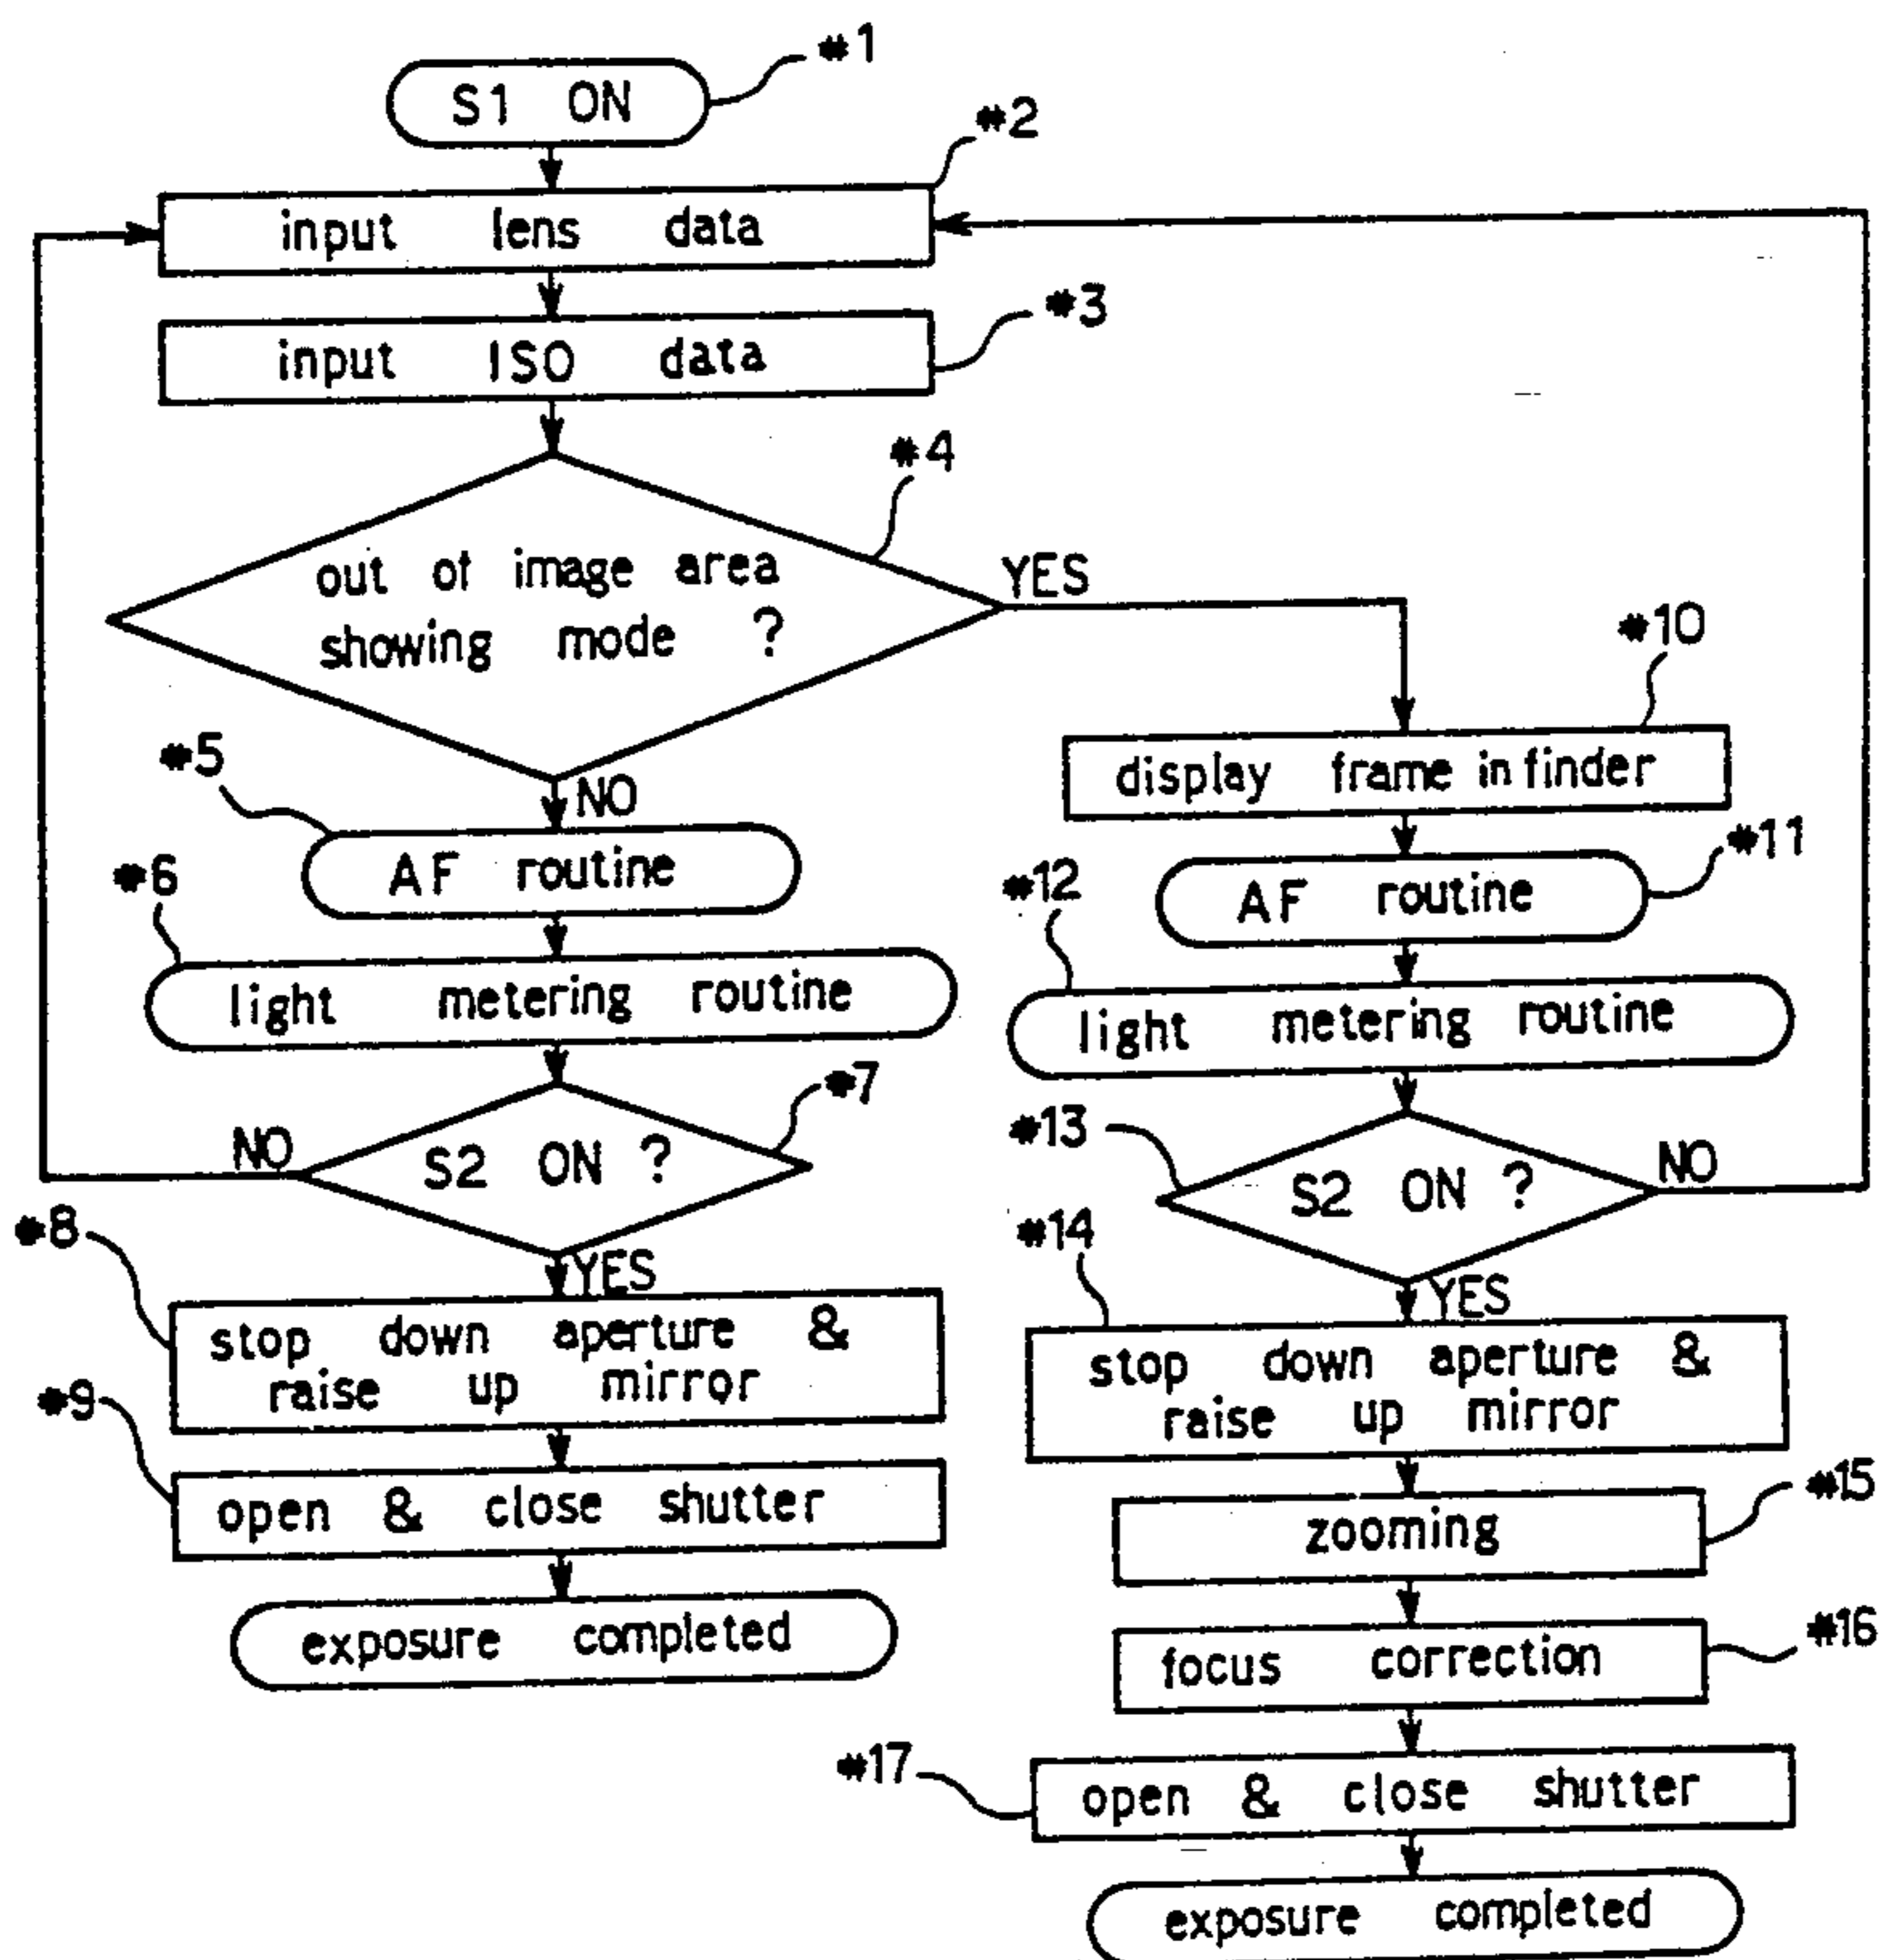 S1 ON
#1
input lens data
#2
input ISO data
#3
out of image area
showing mode ?
#4
YES
NO
#5
AF routine
#6
light metering routine
S2 ON ?
#7
NO
YES
#8
stop down aperture &
raise up mirror
#9
open & close shutter
exposure completed
#10
display frame in finder
#11
AF routine
#12
light metering routine
#13
S2 ON ?
NO
YES
#14
stop down aperture &
raise up mirror
#15
zooming
#16
focus correction
#17
open & close shutter
exposure completed